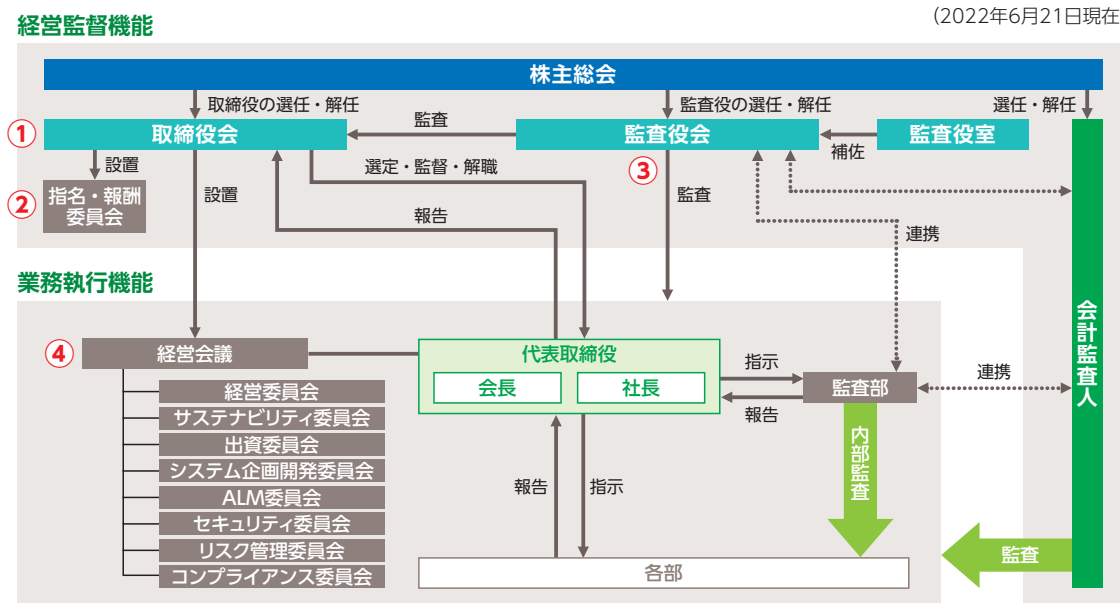 (2022年6月21日現在
経営監督機能
株主総会
取締役の選任・解任
監査役の選任・解任
選任・解任
①
取締役会
監査
監査役会
補佐
監査役室
設置
②
指名・報酬
委員会
設置
選定・監督・解職
報告
③
監査
連携
業務執行機能
④
経営会議
代表取締役
会長
社長
指示
報告
監査部
連携
会計監査人
経営委員会
サステナビリティ委員会
出資委員会
システム企画開発委員会
ALM委員会
セキュリティ委員会
リスク管理委員会
コンプライアンス委員会
報告
指示
内部監査
各部
監査